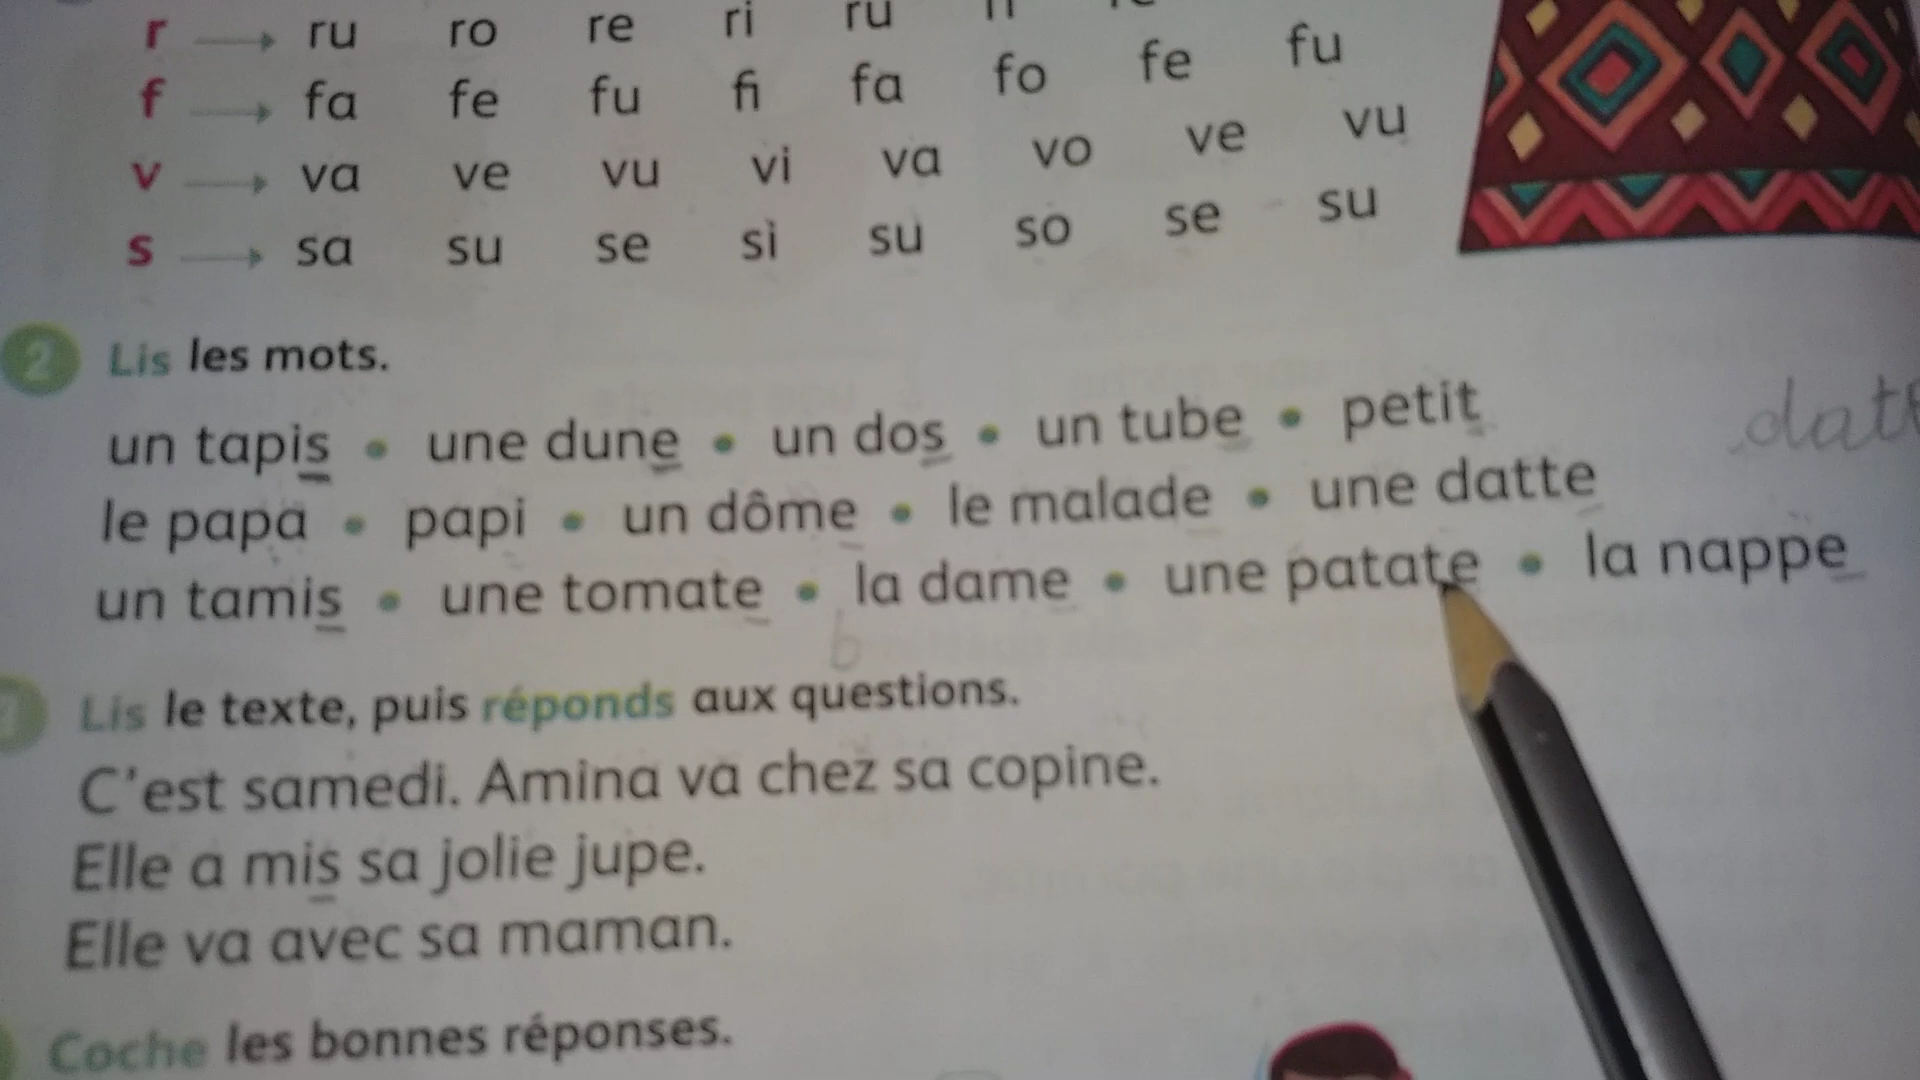 r → ru ro re ri ru
f → fa fe fu fi fa fo fe fu
v → va ve vu vi va vo ve vu
s → sa su se si su so se su
2 Lis les mots.
un tapis • une dune • un dos • un tube • petit
le papa • papi • un dôme • le malade • une datte
un tamis • une tomate • la dame • une patate • la nappe
b
Lis le texte, puis réponds aux questions.
C'est samedi. Amina va chez sa copine.
Elle a mis sa jolie jupe.
Elle va avec sa maman.
Coche les bonnes réponses.